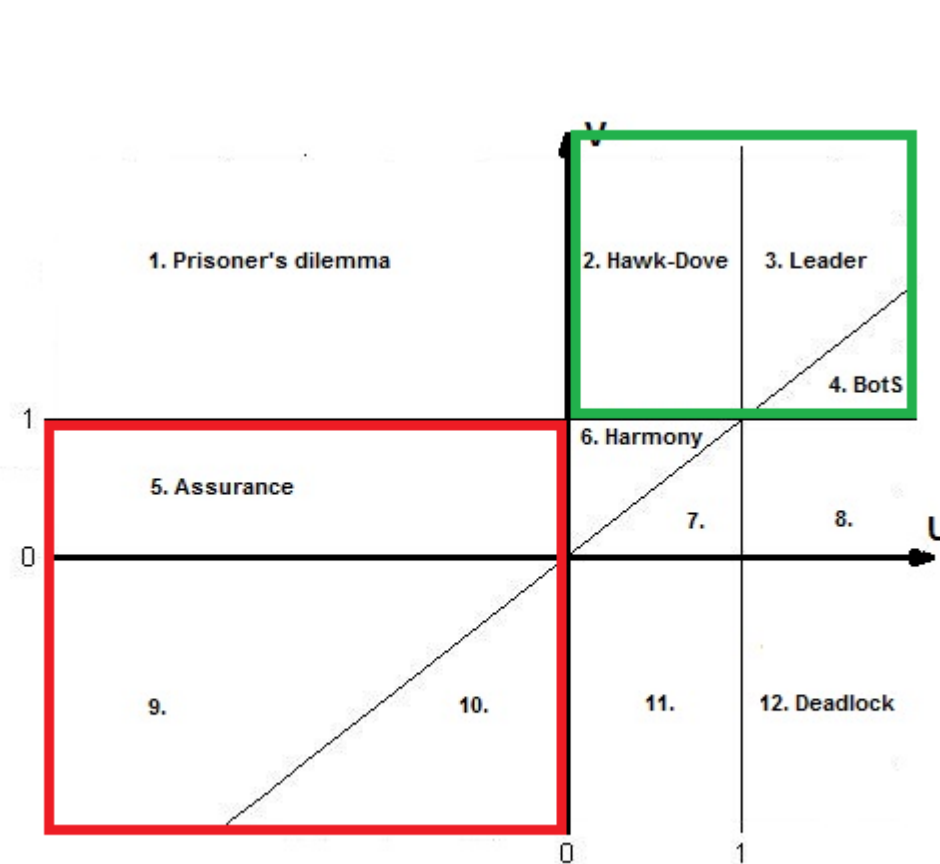 V
1. Prisoner's dilemma
2. Hawk-Dove
3. Leader
4. BotS
1
6. Harmony
5. Assurance
7.
8.
U
0
9.
10.
11.
12. Deadlock
0
1